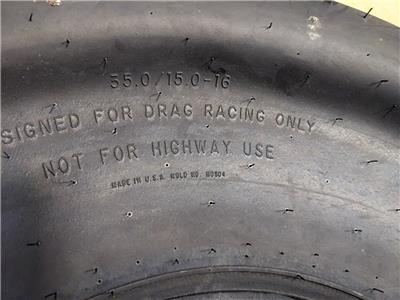 35.0/15.0-16
SIGNED FOR DRAG RACING ONLY
NOT FOR HIGHWAY USE
MADE IN U.S.A. MOLD NO.